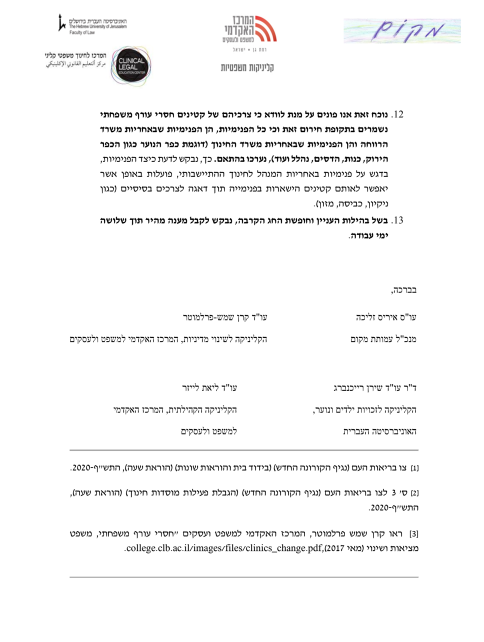 האוניברסיטה העברית בירושלים
The Hebrew University of Jerusalem
Faculty of Law
המרכז לחינוך משפטי קליני
مركز التعليم القانوني الإكلينيكي
CLINICAL
LEGAL
EDUCATION CENTER
המרכז
האקדמי
למשפט ולעסקים
רמת גן • ישראל
קליניקות משפטיות
מקום
12. נוכח זאת אנו פונים על מנת לוודא כי צרכיהם של קטינים חסרי עורף משפחתי
נשמרים בתקופת חירום זאת וכי כל הפנימיות, הן הפנימיות שבאחריות משרד
הרווחה והן הפנימיות שבאחריות משרד החינוך (דוגמת כפר הנוער כגון הכפר
הירוק, כנות, הדסים, נהלל ועוד), נערכו בהתאם. כך, נבקש לדעת כיצד הפנימיות,
בדגש על פנימיות באחריות המנהל לחינוך ההתיישבותי, פועלות באופן אשר
יאפשר לאותם קטינים הישארות בפנימייה תוך דאגה לצרכים בסיסיים (כגון
ניקיון, כביסה, מזון).
13. בשל בהילות העניין וחופשת החג הקרבה, נבקש לקבל מענה מהיר תוך שלושה
ימי עבודה.
בברכה,
עו"ס איריס זליכה
מנכ"ל עמותת מקום
עו"ד קרן שמש-פרלמוטר
הקליניקה לשינוי מדיניות, המרכז האקדמי למשפט ולעסקים
ד"ר עו"ד שירן רייכנברג
הקליניקה לזכויות ילדים ונוער,
האוניברסיטה העברית
עו"ד ליאת לייזר
הקליניקה הקהילתית, המרכז האקדמי
למשפט ולעסקים
[1] צו בריאות העם (נגיף הקורונה החדש) (בידוד בית והוראות שונות) (הוראת שעה), התש״ף-2020.
[2] ס' 3 לצו בריאות העם (נגיף הקורונה החדש) (הגבלת פעילות מוסדות חינוך) (הוראת שעה),
התש״ף-2020.
[3] ראו קרן שמש פרלמוטר, המרכז האקדמי למשפט ועסקים "חסרי עורף משפחתי, משפט
מציאות ושינוי (מאי 2017),college.clb.ac.il/images/files/clinics_change.pdf.